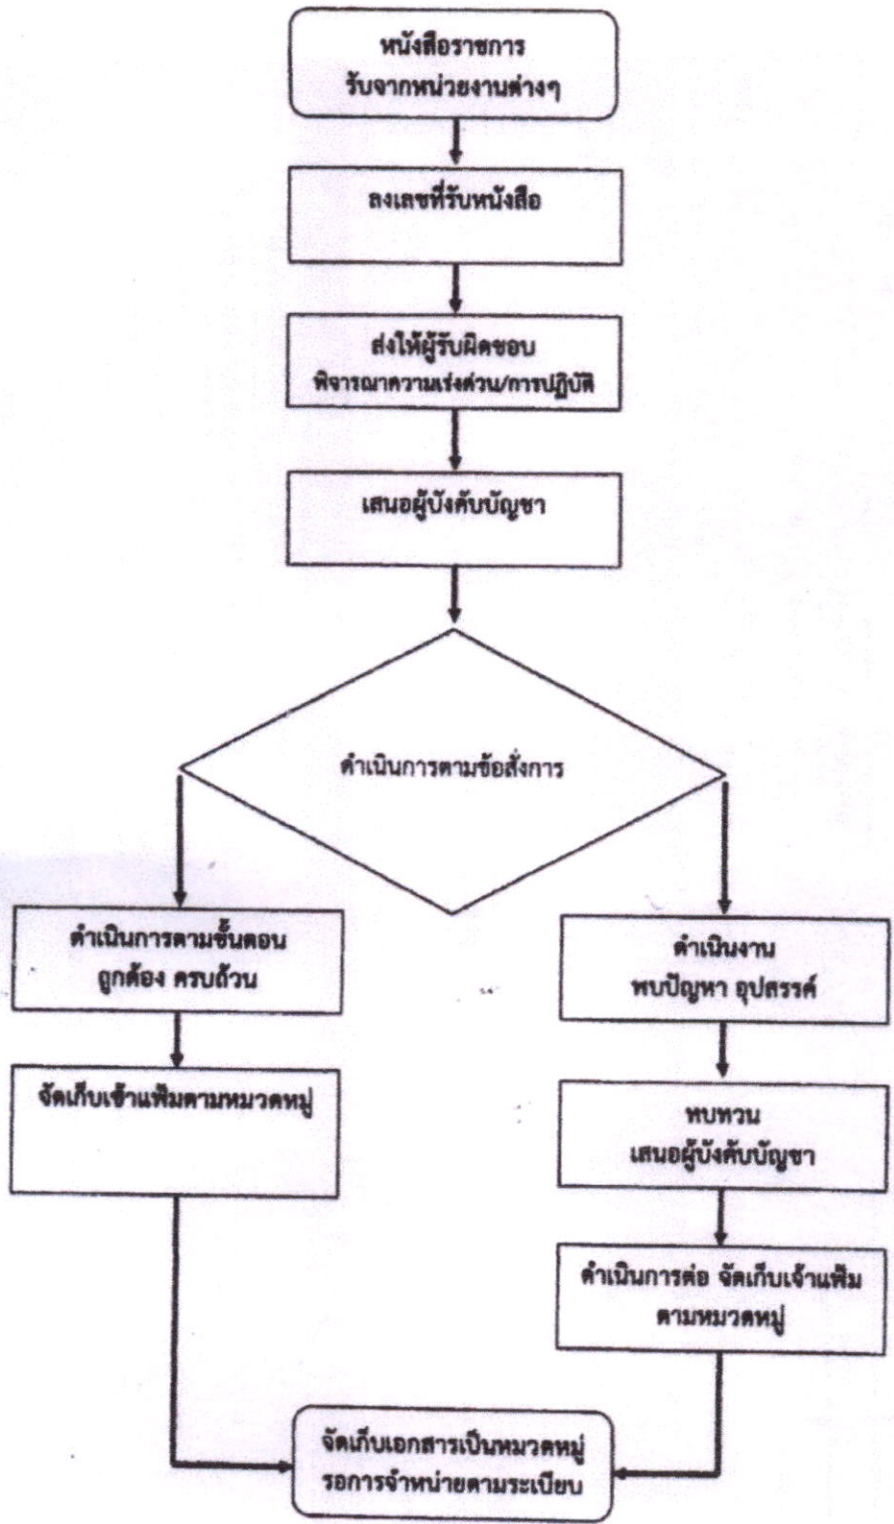 หนังสือราชการ
รับจากหน่วยงานต่างๆ
ลงเลขที่รับหนังสือ
ส่งให้ผู้รับผิดชอบ
พิจารณาความเร่งด่วน/การปฏิบัติ
เสนอผู้บังคับบัญชา
ดำเนินการตามข้อสั่งการ
ดำเนินการตามขั้นตอน
ถูกต้อง ครบถ้วน
จัดเก็บเข้าแฟ้มตามหมวดหมู่
ดำเนินงาน
พบปัญหา อุปสรรค์
ทบทวน
เสนอผู้บังคับบัญชา
ดำเนินการต่อ จัดเก็บเจ้าแฟ้ม
ตามหมวดหมู่
จัดเก็บเอกสารเป็นหมวดหมู่
รอการจำหน่ายตามระเบียบ